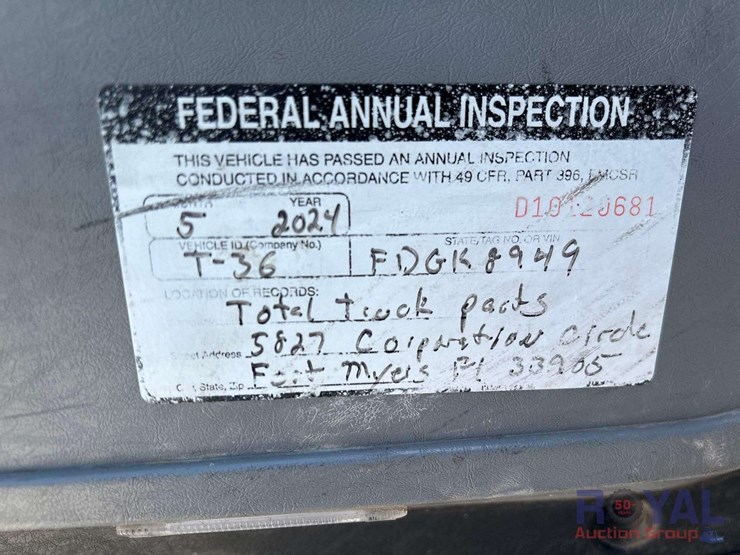 FEDERAL ANNUAL INSPECTION
THIS VEHICLE HAS PASSED AN ANNUAL INSPECTION
CONDUCTED IN ACCORDANCE WITH 49 CFR, PART 396, FMCSR
MONTH YEAR
5 2024 D10120681
VEHICLE ID (Company No.) STATE/TAG NO. OR VIN
T-36 FDGK8949
LOCATION OF RECORDS:
Total truck parts
Street Address 5827 Corporation Circle
City, State, Zip Fort Myers Fl 33905
50
ROYAL
Auction Group